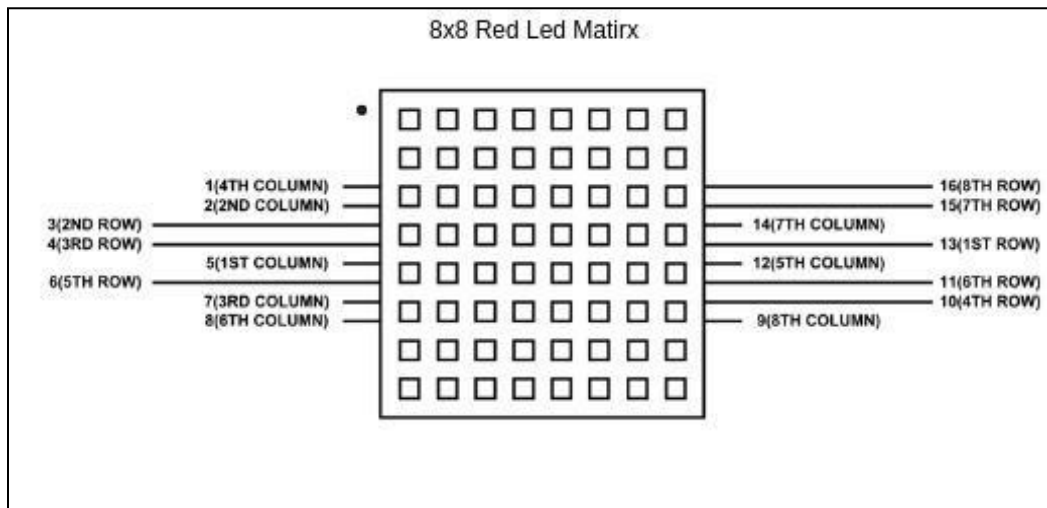 8x8 Red Led Matirx
1(4TH COLUMN)
2(2ND COLUMN)
3(2ND ROW)
4(3RD ROW)
5(1ST COLUMN)
6(5TH ROW)
7(3RD COLUMN)
8(6TH COLUMN)
16(8TH ROW)
15(7TH ROW)
14(7TH COLUMN)
13(1ST ROW)
12(5TH COLUMN)
11(6TH ROW)
10(4TH ROW)
9(8TH COLUMN)